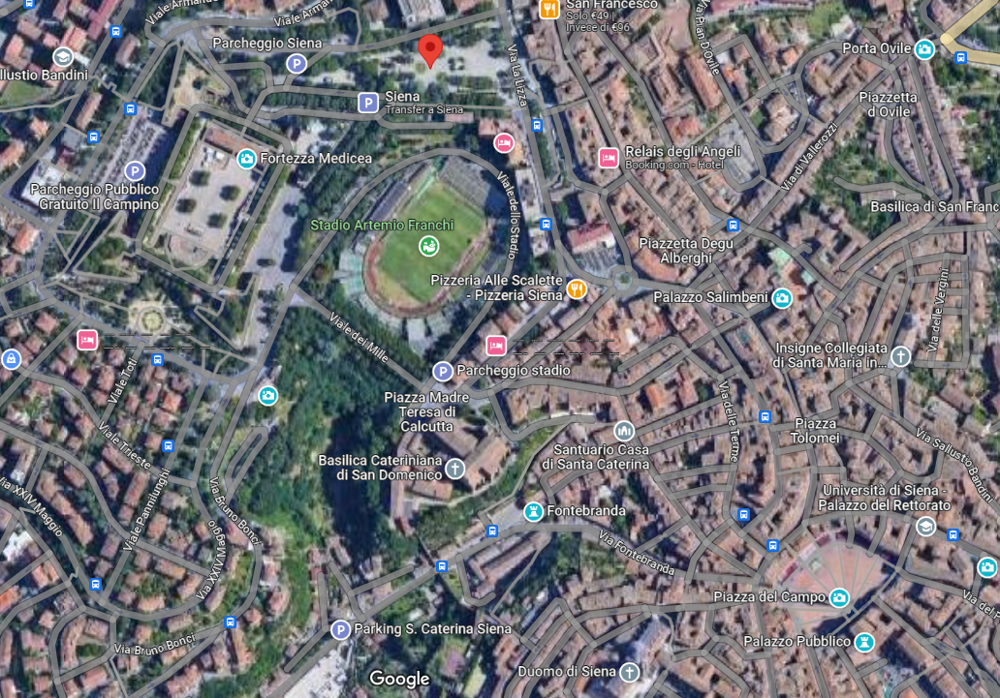 Viale Armando
Viale Arman
San Francesco
Solo €49 |
Invece di €96
Via Pian D'Ovile
Parcheggio Siena
P
Porta Ovile
llustio Bandini
Via La Lizza
P
Siena
Transfer a Siena
Piazzetta
d'Ovile
Fortezza Medicea
Relais degli Angeli
Booking.com - Hotel
Via di Vallerozzi
P
Parcheggio Pubblico
Gratuito Il Campino
Viale dello Stadio
Basilica di San Franc
Stadio Artemio Franchi
Piazzetta Degu
Alberghi
Pizzeria Alle Scalette
- Pizzeria Siena
Palazzo Salimbeni
Via delle Vergini
Viale dei Mille
Insigne Collegiata
di Santa Maria in...
Viale Toti
P
Parcheggio stadio
Piazza Madre
Teresa di
Calcutta
Via delle Terme
Piazza
Tolomei
Viale Trieste
Santuario Casa
di Santa Caterina
Via Sallustio Bandini
Basilica Cateriniana
di San Domenico
Viale Pannilunghi
Via Bruno Bonci
Università di Siena -
Palazzo del Rettorato
Via XXIV Maggio
Fontebranda
Via XXIV Maggio
Via Fontebranda
Piazza del Campo
Via del P
P
Parking S. Caterina Siena
Via Bruno Bonci
Palazzo Pubblico
Duomo di Siena
Google